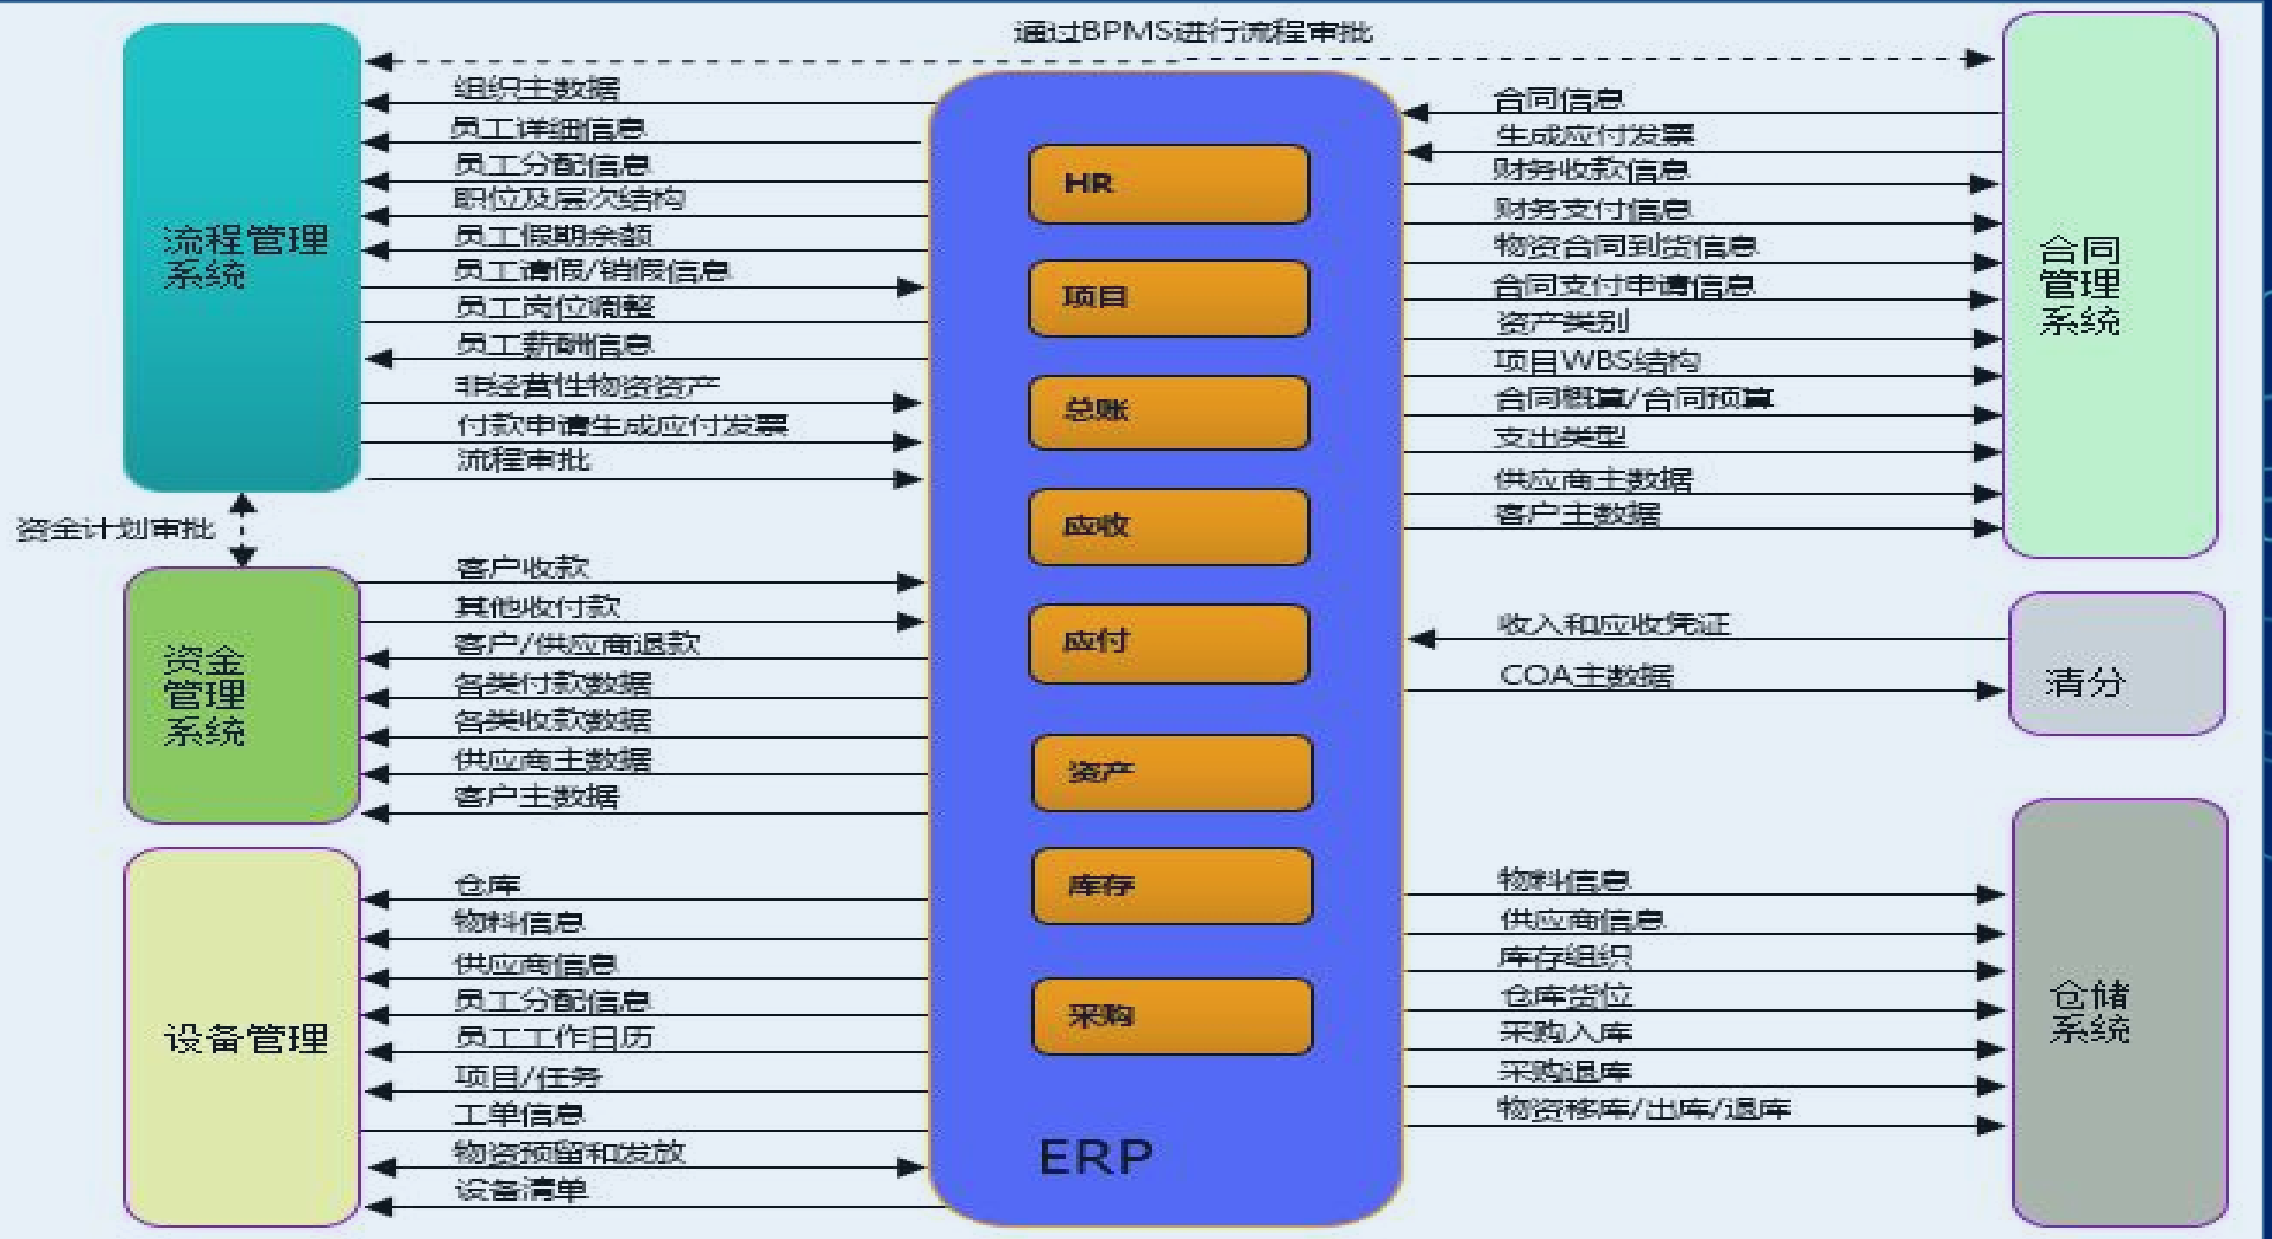 通过BPMS进行流程审批
流程管理
系统
组织主数据
员工详细信息
员工分配信息
职位及层次结构
员工假期余额
员工请假/销假信息
员工岗位调整
员工薪酬信息
非经营性物资资产
付款申请生成应付发票
流程审批
资金计划审批
资金
管理
系统
客户收款
其他收付款
客户/供应商退款
各类付款数据
各类收款数据
供应商主数据
客户主数据
设备管理
仓库
物料信息
供应商信息
员工分配信息
员工工作日历
项目/任务
工单信息
物资预留和发放
设备清单
HR
项目
总账
应收
应付
资产
库存
采购
ERP
合同信息
生成应付发票
财务收款信息
财务支付信息
物资合同到货信息
合同支付申请信息
资产类别
项目WBS结构
合同概算/合同预算
支出类型
供应商主数据
客户主数据
合同
管理
系统
收入和应收凭证
COA主数据
清分
物料信息
供应商信息
库存组织
仓库货位
采购入库
采购退库
物资移库/出库/退库
仓储
系统